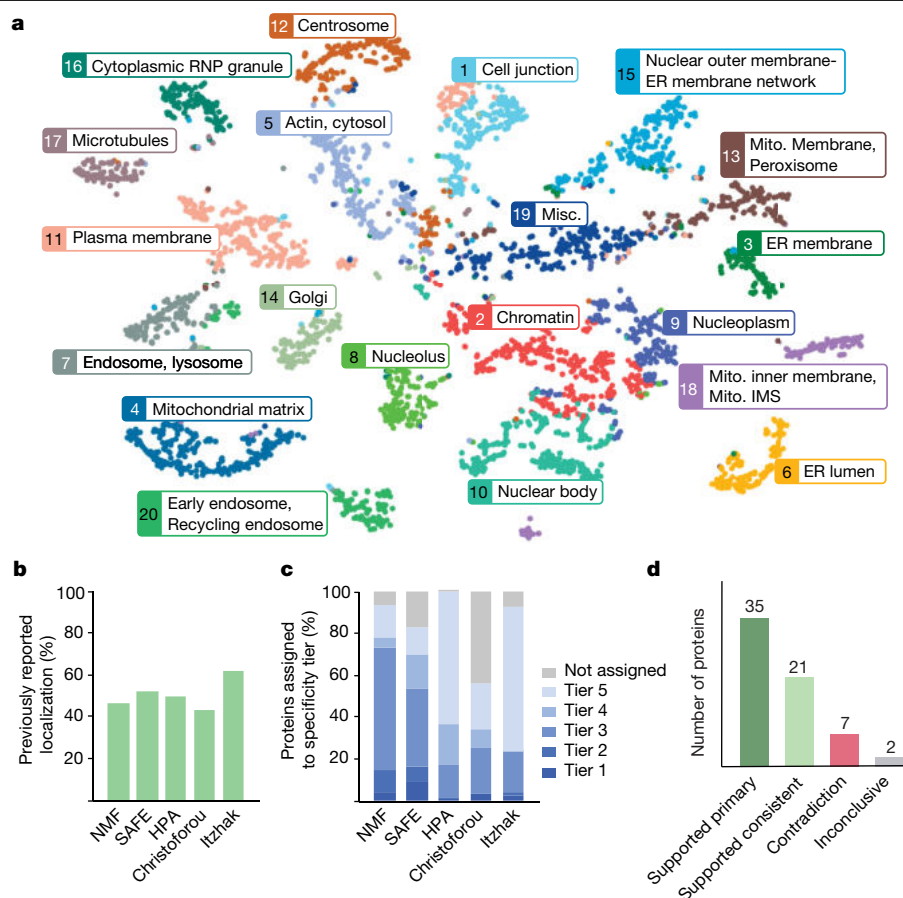 a
12 Centrosome
16 Cytoplasmic RNP granule
1 Cell junction
15 Nuclear outer membrane-
ER membrane network
5 Actin, cytosol
17 Microtubules
13 Mito. Membrane,
Peroxisome
19 Misc.
11 Plasma membrane
3 ER membrane
14 Golgi
2 Chromatin
9 Nucleoplasm
7 Endosome, lysosome
8 Nucleolus
18 Mito. inner membrane,
Mito. IMS
4 Mitochondrial matrix
6 ER lumen
10 Nuclear body
20 Early endosome,
Recycling endosome
b
Previously reported
localization (%)
100
80
60
40
20
NMF
SAFE
HPA
Christoforou
Itzhak
c
Proteins assigned
to specificity tier (%)
100
80
60
40
20
NMF
SAFE
HPA
Christoforou
Itzhak
Not assigned
Tier 5
Tier 4
Tier 3
Tier 2
Tier 1
d
Number of proteins
35
21
7
2
Supported primary
Supported consistent
Contradiction
Inconclusive